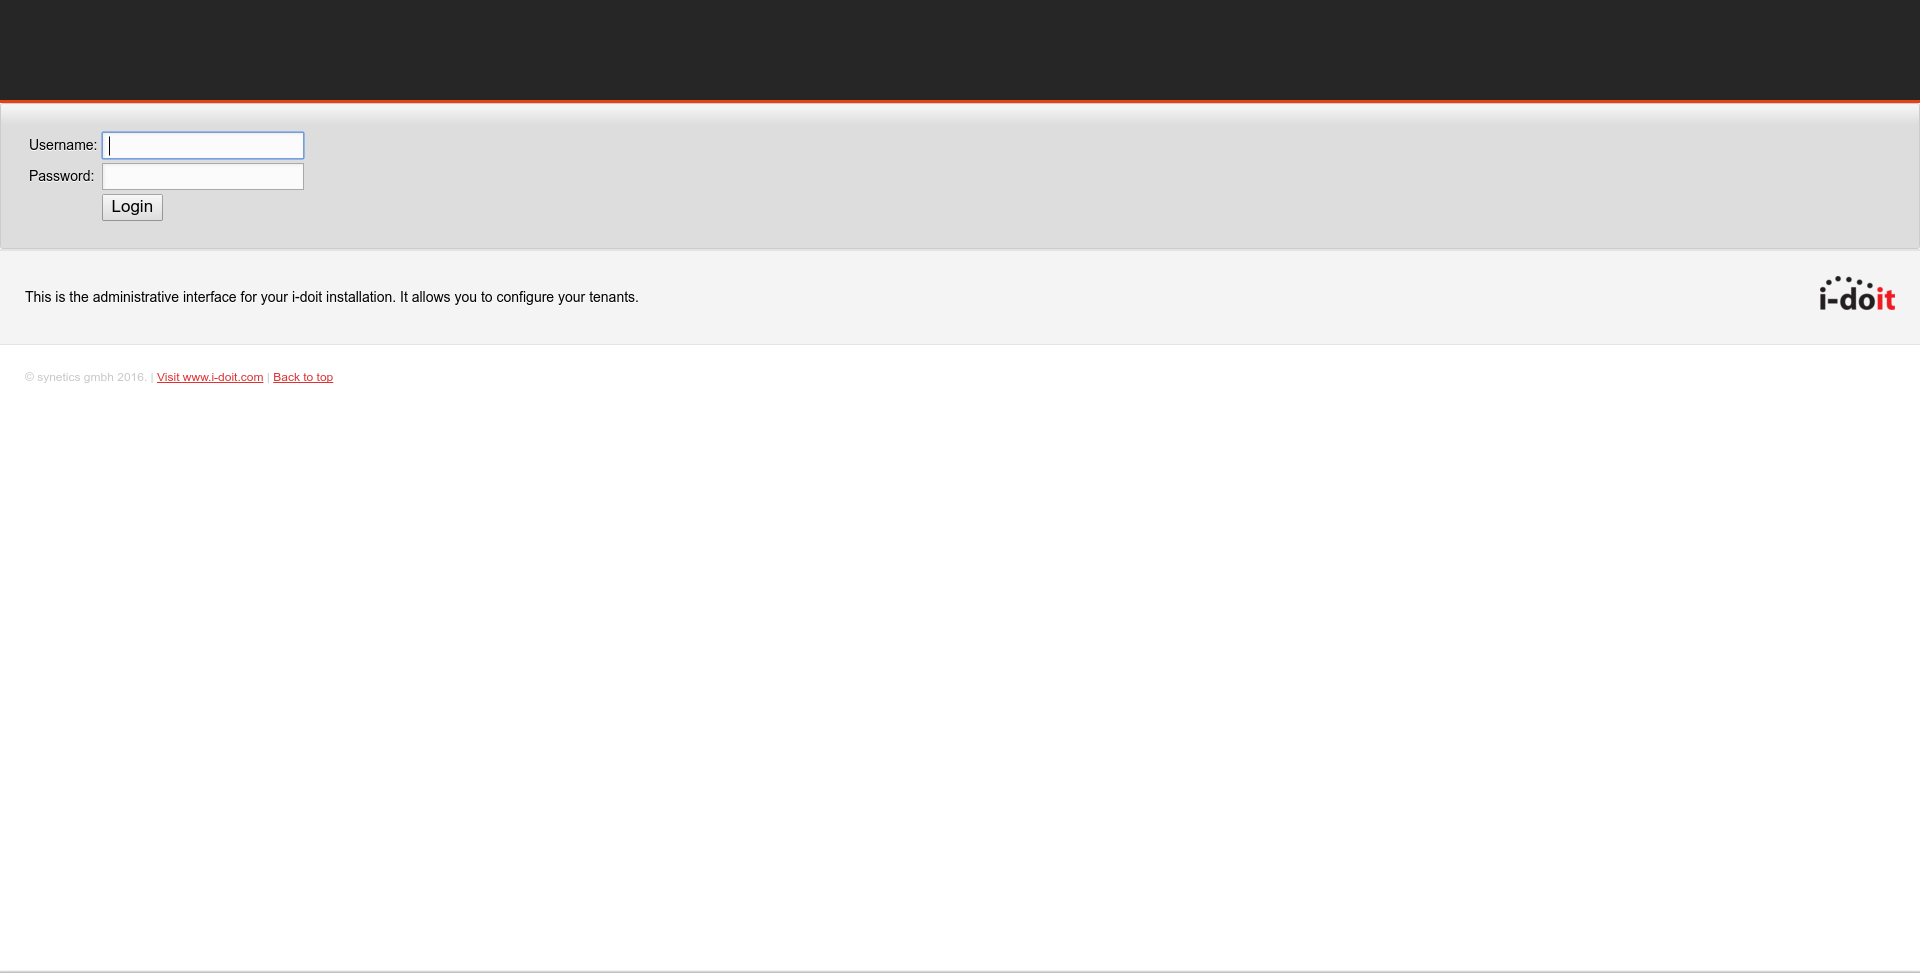 Username:
Password:
Login
This is the administrative interface for your i-doit installation. It allows you to configure your tenants.
i-doit
© synetics gmbh 2016. | Visit www.i-doit.com | Back to top